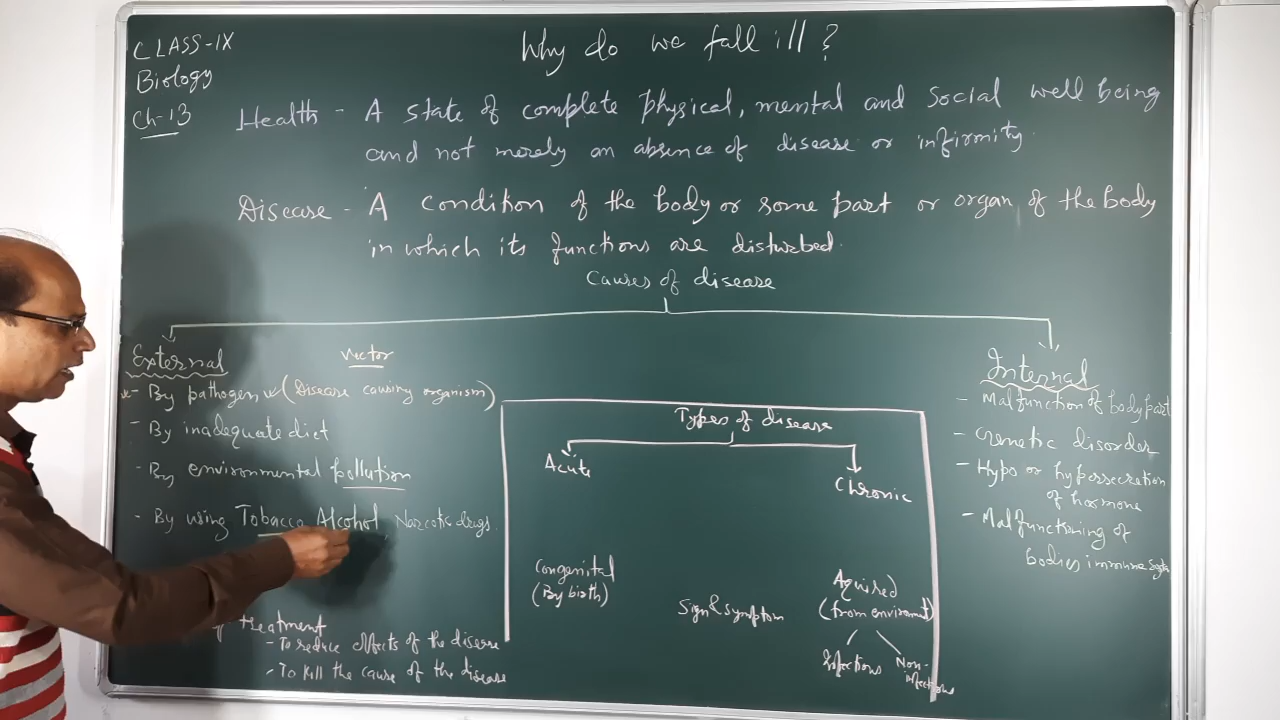 CLASS-IX
Biology
Ch-13
Why do we fall ill?
Health - A state of complete physical, mental and social well being
and not merely an absence of disease or infirmity.
Disease - A condition of the body or some part or organ of the body
in which its functions are disturbed.
Causes of disease
External
Vector
- By pathogen (Disease causing organism)
- By inadequate diet
- By environmental pollution
- By using Tobacco Alcohol Narcotic drugs.
treatment
- To reduce effects of the disease
- To kill the cause of the disease
Types of disease
Acute
Chronic
Congenital
(By birth)
Sign & symptom
Aquired
(from environment)
Infectious
Non-
infectious
Internal
- Malfunction of body part
- Genetic disorder
- Hypo or hypersecretion
of hormone
- Malfunctioning of
bodies immune